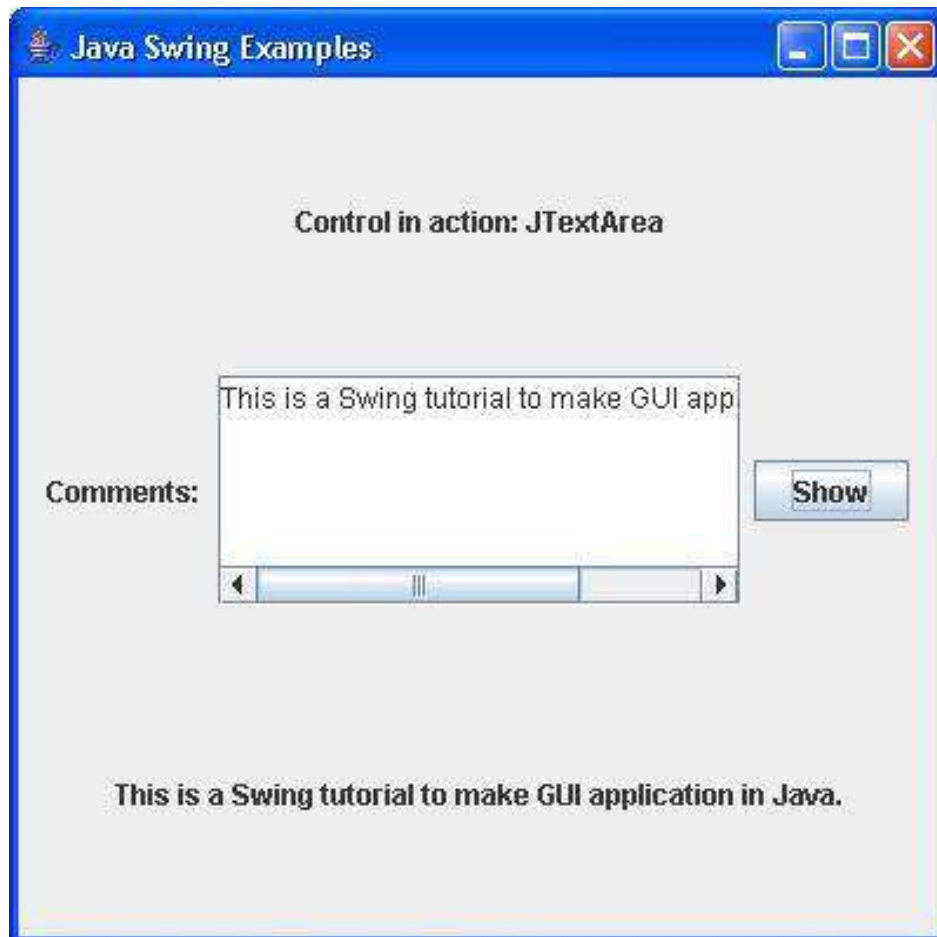 Java Swing Examples
Control in action: JTextArea
This is a Swing tutorial to make GUI app
Comments:
Show
This is a Swing tutorial to make GUI application in Java.